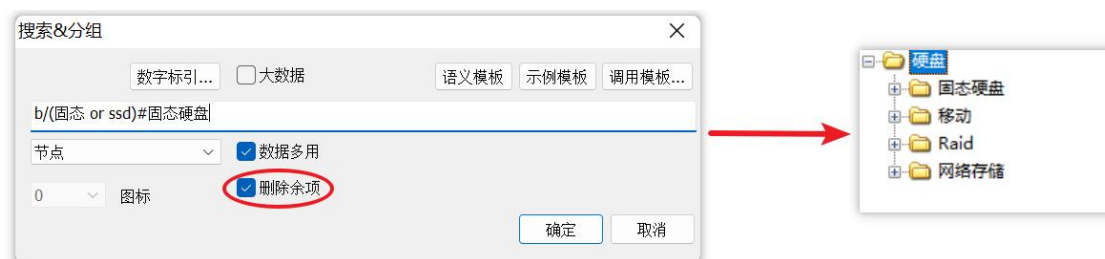 搜索&分组
数字标引... 大数据 语义模板 示例模板 调用模板...
b/(固态 or ssd)#固态硬盘
节点 数据多用
0 图标 删除余项
确定 取消
硬盘
固态硬盘
移动
Raid
网络存储